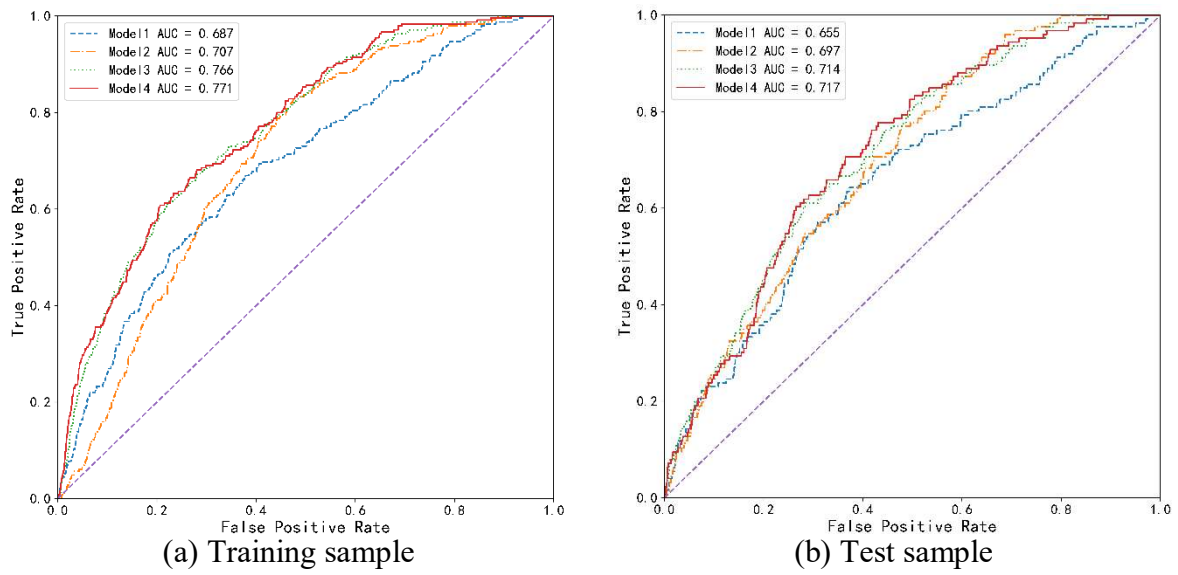 1.0
0.8
0.6
0.4
0.2
0.0
True Positive Rate
Model1 AUC = 0.687
Model2 AUC = 0.707
Model3 AUC = 0.766
Model4 AUC = 0.771
0.0 0.2 0.4 0.6 0.8 1.0
False Positive Rate
(a) Training sample
1.0
0.8
0.6
0.4
0.2
0.0
True Positive Rate
Model1 AUC = 0.655
Model2 AUC = 0.697
Model3 AUC = 0.714
Model4 AUC = 0.717
0.0 0.2 0.4 0.6 0.8 1.0
False Positive Rate
(b) Test sample